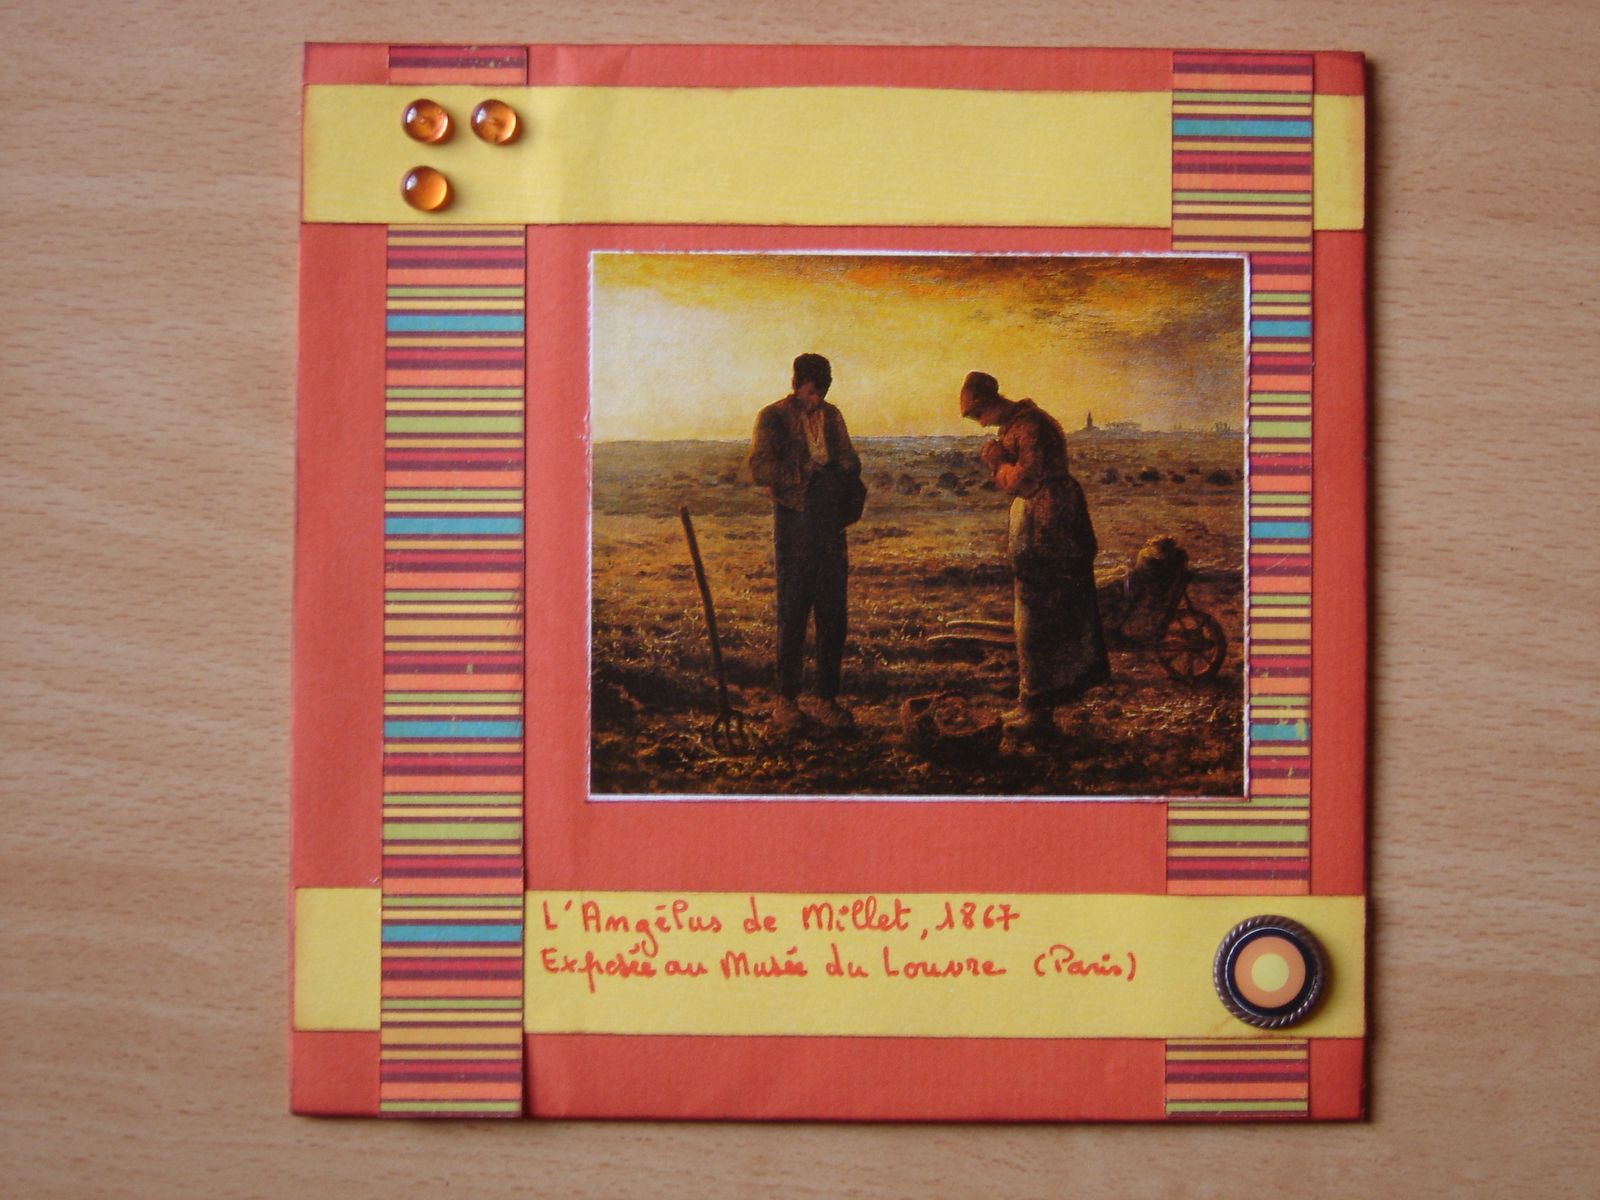 L'Angélus de Millet, 1867
Exposée au Musée du Louvre (Paris)